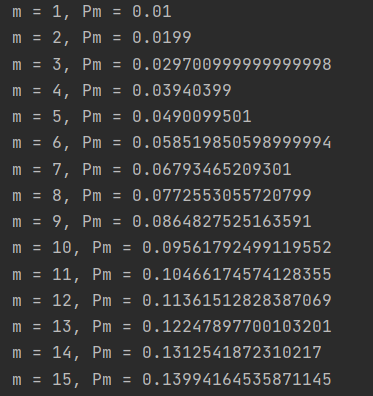 m = 1, Pm = 0.01
m = 2, Pm = 0.0199
m = 3, Pm = 0.029700999999999998
m = 4, Pm = 0.03940399
m = 5, Pm = 0.0490099501
m = 6, Pm = 0.058519850598999994
m = 7, Pm = 0.06793465209301
m = 8, Pm = 0.0772553055720799
m = 9, Pm = 0.0864827525163591
m = 10, Pm = 0.09561792499119552
m = 11, Pm = 0.10466174574128355
m = 12, Pm = 0.11361512828387069
m = 13, Pm = 0.12247897700103201
m = 14, Pm = 0.1312541872310217
m = 15, Pm = 0.13994164535871145